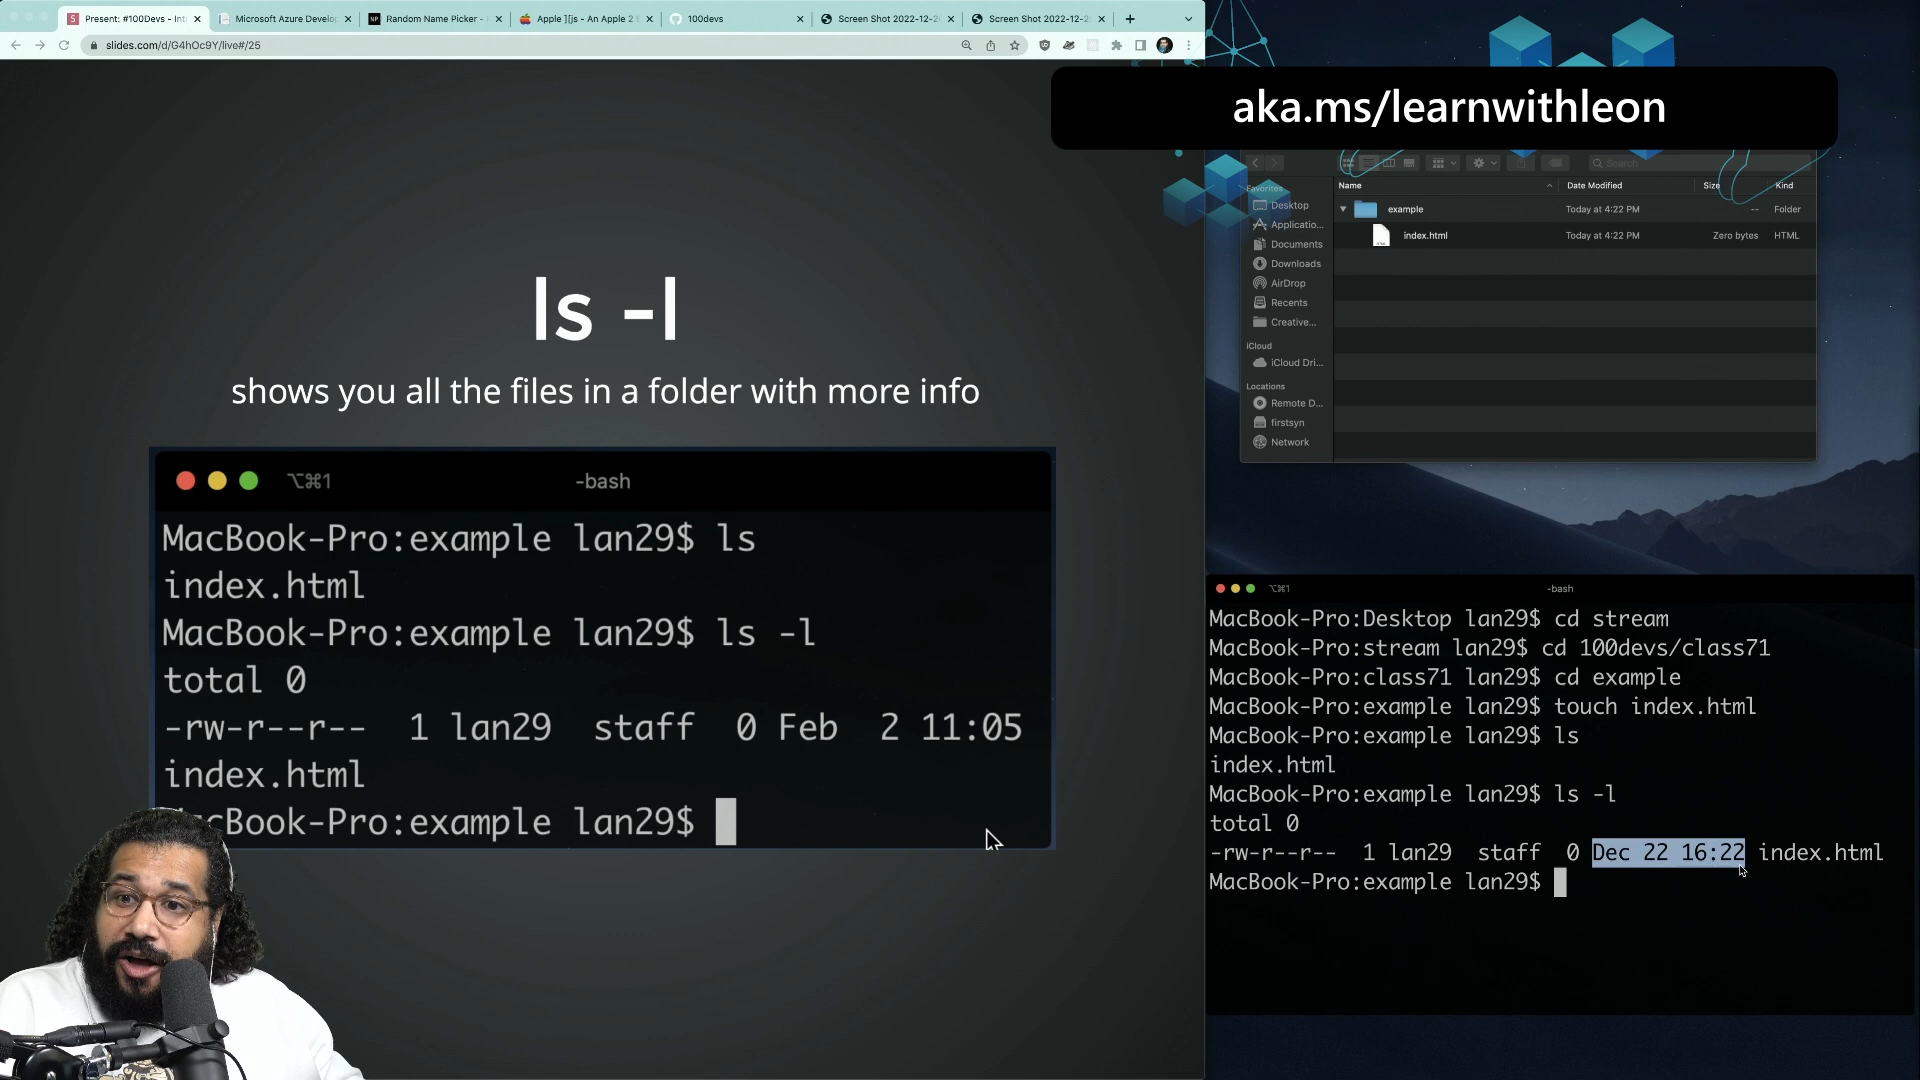 Present: #100Devs - Int
Microsoft Azure Develo
Random Name Picker -
Apple ][js - An Apple 2
100devs
Screen Shot 2022-12-2
Screen Shot 2022-12-2
slides.com/d/G4hOc9Y/live#/25
aka.ms/learnwithleon
ls -l
shows you all the files in a folder with more info
⌥⌘1
-bash
MacBook-Pro:example lan29$ ls
index.html
MacBook-Pro:example lan29$ ls -l
total 0
-rw-r--r-- 1 lan29 staff 0 Feb 2 11:05
index.html
cBook-Pro:example lan29$
Search
Favorites
Desktop
Applicatio...
Documents
Downloads
AirDrop
Recents
Creative...
iCloud
iCloud Dri...
Locations
Remote D...
firstsyn
Network
Name Date Modified Size Kind
example Today at 4:22 PM -- Folder
index.html Today at 4:22 PM Zero bytes HTML
⌥⌘1
-bash
MacBook-Pro:Desktop lan29$ cd stream
MacBook-Pro:stream lan29$ cd 100devs/class71
MacBook-Pro:class71 lan29$ cd example
MacBook-Pro:example lan29$ touch index.html
MacBook-Pro:example lan29$ ls
index.html
MacBook-Pro:example lan29$ ls -l
total 0
-rw-r--r-- 1 lan29 staff 0 Dec 22 16:22 index.html
MacBook-Pro:example lan29$